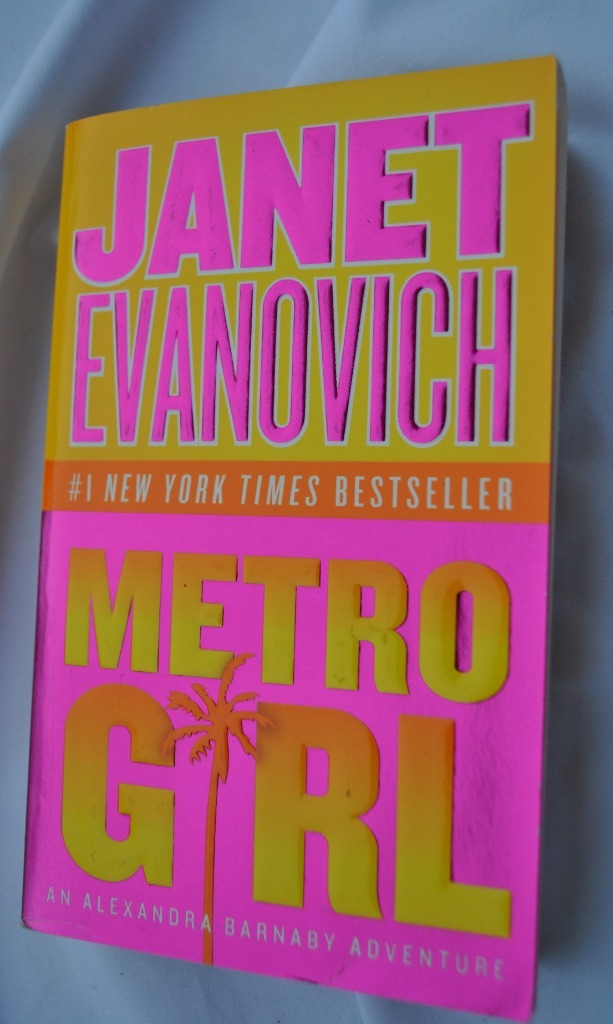 JANET
EVANOVICH
#1 NEW YORK TIMES BESTSELLER
METRO
GIRL
AN ALEXANDRA BARNABY ADVENTURE